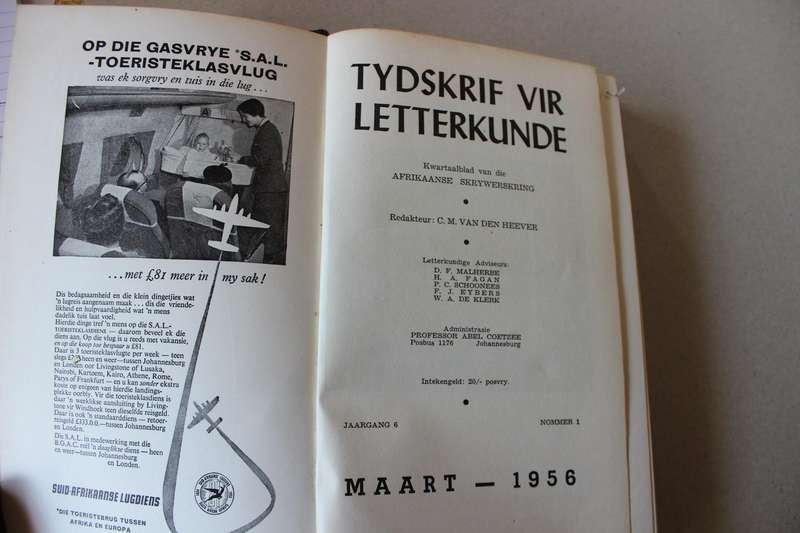 OP DIE GASVRYE *S.A.L.
-TOERISTEKLASVLUG
was ek sorgvry en tuis in die lug . . .
. . . met £81 meer in my sak !
Dis bedagsaamheid en die klein dingetjies wat
'n lugreis aangenaam maak . . . dis die vriende-
likheid en hulpvaardigheid wat 'n mens
dadelik tuis laat voel.
Hierdie dinge tref 'n mens op die S.A.L.-
TOERISTEKLASDIENS — daarom beveel ek die
diens aan. Op die vlug is u reeds met vakansie,
en op die koop toe bespaar u £81.
Daar is 3 toeristeklasvlugte per week — teen
slegs heen en weer—tussen Johannesburg
en Londen oor Livingstone of Lusaka,
Nairobi, Kartoem, Kaïro, Athene, Rome,
Parys of Frankfurt — en u kan sonder ekstra
koste op enigeen van hierdie landings-
plekke oorbly. Vir die toeristeklasdiens is
daar 'n werklikse aansluiting by Living-
stone vir Windhoek teen dieselfde reisgeld.
Daar is ook 'n standaarddiens — retoer-
reisgeld £333.0.0.—tussen Johannesburg
en Londen.
Die S.A.L. in medewerking met die
B.O.A.C. voll 'n daaglikse diens — heen
en weer—tussen Johannesburg
en Londen.
SUID-AFRIKAANSE LUGDIENS
*DIE TOERISTEBRUG TUSSEN
AFRIKA EN EUROPA
TYDSKRIF VIR
LETTERKUNDE
Kwartaalblad van die
AFRIKAANSE SKRYWERSKRING
Redakteur: C. M. VAN DEN HEEVER
Letterkundige Adviseurs:
D. F. MALHERBE
H. A. FAGAN
P. C. SCHOONEES
F. J. EYBERS
W. A. DE KLERK
Administrasie
PROFESSOR ABEL COETZEE
Posbus 1176 Johannesburg
Intekengeld: 20/- posvry.
JAARGANG 6 NOMMER 1
MAART — 1956